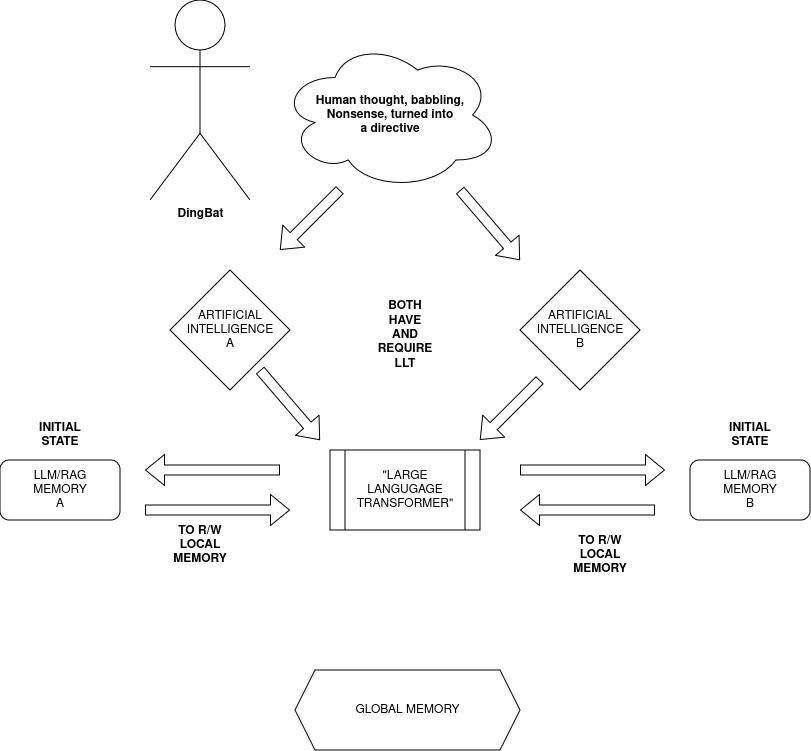 Human thought, babbling,
Nonsense, turned into
a directive
DingBat
ARTIFICIAL
INTELLIGENCE
A
BOTH
HAVE
AND
REQUIRE
LLT
ARTIFICIAL
INTELLIGENCE
B
INITIAL
STATE
LLM/RAG
MEMORY
A
"LARGE
LANGUGAGE
TRANSFORMER"
INITIAL
STATE
LLM/RAG
MEMORY
B
TO R/W
LOCAL
MEMORY
TO R/W
LOCAL
MEMORY
GLOBAL MEMORY